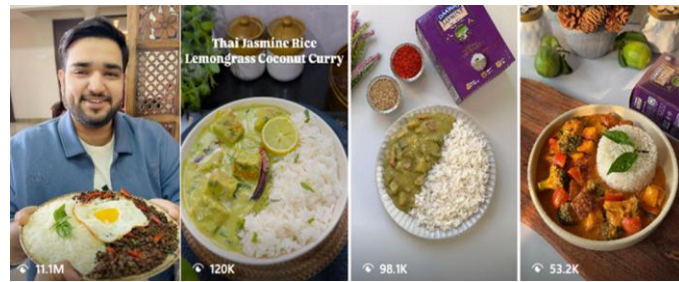 Thai Jasmine Rice
Lemongrass Coconut Curry
11.1M
120K
98.1K
53.2K